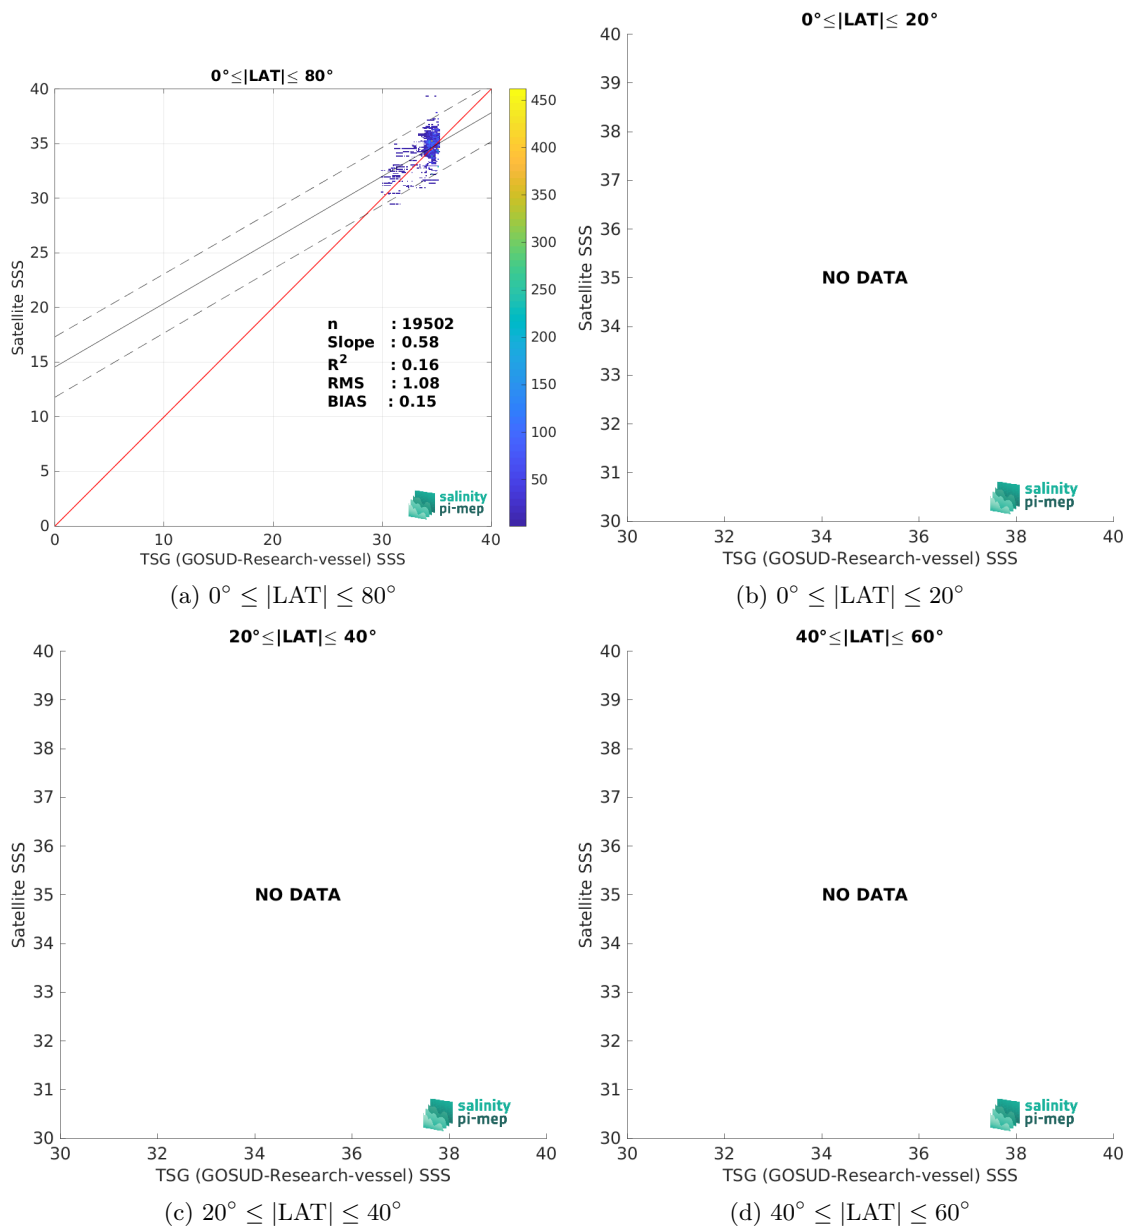 0°≤|LAT|≤ 80°
40
35
30
25
20
15
10
5
0
Satellite SSS
0
10
20
30
40
TSG (GOSUD-Research-vessel) SSS
n : 19502
Slope : 0.58
R² : 0.16
RMS : 1.08
BIAS : 0.15
450
400
350
300
250
200
150
100
50
salinity
pi-mep
(a) 0° ≤ |LAT| ≤ 80°
0°≤|LAT|≤ 20°
40
39
38
37
36
35
34
33
32
31
30
Satellite SSS
NO DATA
salinity
pi-mep
30
32
34
36
38
40
TSG (GOSUD-Research-vessel) SSS
(b) 0° ≤ |LAT| ≤ 20°
20°≤|LAT|≤ 40°
40
39
38
37
36
35
34
33
32
31
30
Satellite SSS
NO DATA
salinity
pi-mep
30
32
34
36
38
40
TSG (GOSUD-Research-vessel) SSS
(c) 20° ≤ |LAT| ≤ 40°
40°≤|LAT|≤ 60°
40
39
38
37
36
35
34
33
32
31
30
Satellite SSS
NO DATA
salinity
pi-mep
30
32
34
36
38
40
TSG (GOSUD-Research-vessel) SSS
(d) 40° ≤ |LAT| ≤ 60°